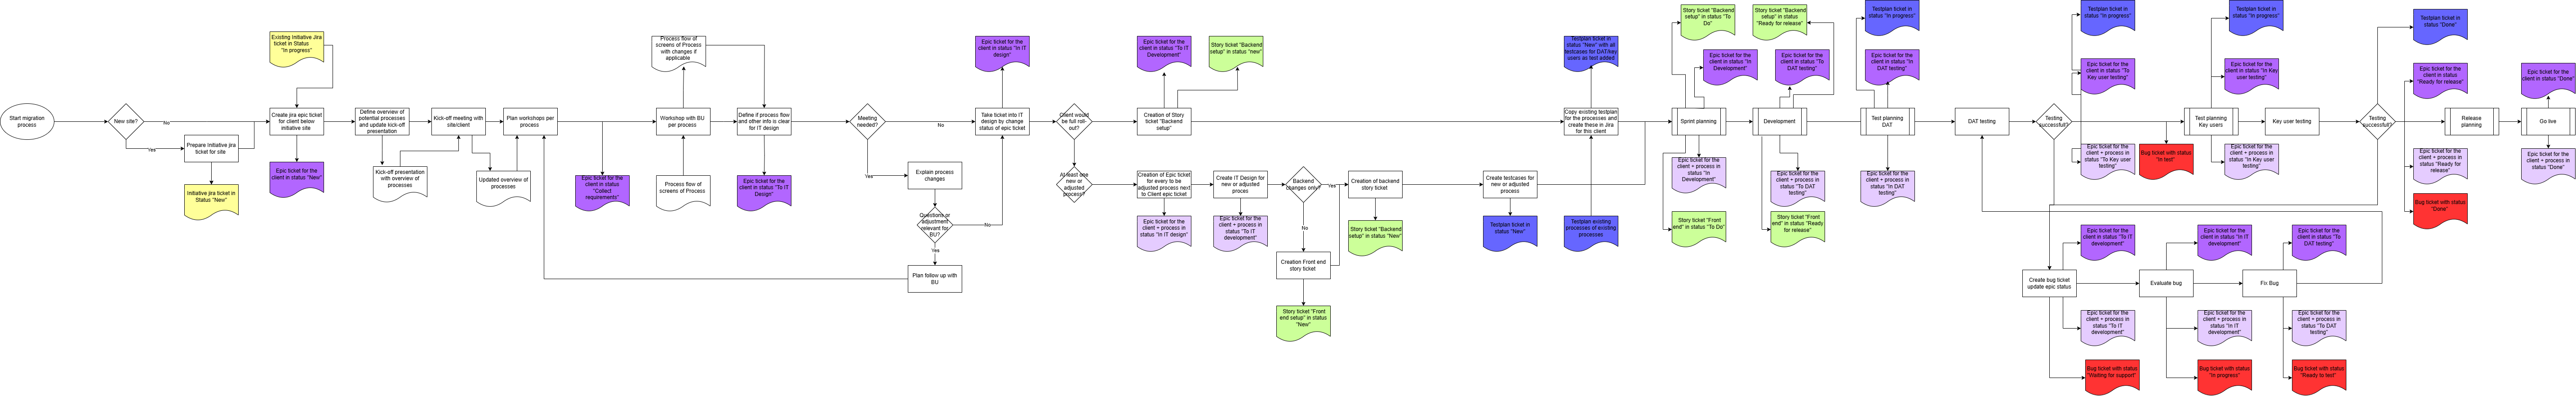 Start migration
process
New site?
No
Yes
Prepare Initiative jira
ticket for site
Initiative jira ticket in
Status "New"
Existing Initiative Jira
ticket in Status
"In progress"
Create jira epic ticket
for client below
initiative site
Epic ticket for the
client in status "New"
Define overview of
potential processes
and update kick-off
presentation
Kick-off presentation
with overview of
processes
Kick-off meeting with
site/client
Updated overview of
processes
Plan workshops per
process
Epic ticket for the
client in status
"Collect
requirements"
Process flow of
screens of Process
with changes if
applicable
Workshop with BU
per process
Process flow of
screens of Process
Define if process flow
and other info is clear
for IT design
Epic ticket for the
client in status "To IT
Design"
Meeting
needed?
No
Yes
Explain process
changes
Questions or
adjustment
relevant for
BU?
No
Yes
Plan follow up with
BU
Epic ticket for the
client in status "In IT
design"
Take ticket into IT
design by change
status of epic ticket
Client would
be full roll-
out?
At least one
new or
adjusted
process?
Epic ticket for the
client in status "To IT
Development"
Story ticket "Backend
setup" in status "new"
Creation of Story
ticket "Backend
setup"
Creation of Epic ticket
for every to be
adjusted process next
to Client epic ticket
Epic ticket for the
client + process in
status "In IT design"
Create IT Design for
new or adjusted
proces
Epic ticket for the
client + process in
status "To IT
development"
Backend
changes only?
Yes
No
Creation Front end
story ticket
Story ticket "Front
end setup" in status
"New"
Creation of backend
story ticket
Story ticket "Backend
setup" in status "New"
Create testcases for
new or adjusted
process
Testplan ticket in
status "New"
Testplan ticket in
status "New" with all
testcases for DAT/key
users as text added
Copy existing testplan
for the processes and
create these in Jira
for this client
Testplan existing
processes of existing
processes
Story ticket "Backend
setup" in status "To
Do"
Epic ticket for the
client in status "In
Development"
Sprint planning
Epic ticket for the
client + process in
status "In
Development"
Story ticket "Front
end" in status "To Do"
Story ticket "Backend
setup" in status
"Ready for release"
Epic ticket for the
client in status "To
DAT testing"
Development
Epic ticket for the
client + process in
status "To DAT
testing"
Story ticket "Front
end" in status "Ready
for release"
Testplan ticket in
status "In progress"
Epic ticket for the
client in status "In
DAT testing"
Test planning
DAT
Epic ticket for the
client + process in
status "In DAT
testing"
DAT testing
Testing
successfull?
Testplan ticket in
status "In progress"
Epic ticket for the
client in status "To
Key user testing"
Epic ticket for the
client + process in
status "To Key user
testing"
Bug ticket with status
"In test"
Testplan ticket in
status "In progress"
Epic ticket for the
client in status "In Key
user testing"
Test planning
Key users
Epic ticket for the
client + process in
status "In Key user
testing"
Key user testing
Testing
successfull?
Testplan ticket in
status "Done"
Epic ticket for the
client in status
"Ready for release"
Epic ticket for the
client + process in
status "Ready for
release"
Bug ticket with status
"Done"
Release
planning
Epic ticket for the
client in status "Done"
Go live
Epic ticket for the
client + process in
status "Done"
Epic ticket for the
client in status "To IT
development"
Create bug ticket
update epic status
Epic ticket for the
client + process in
status "To IT
development"
Bug ticket with status
"Waiting for support"
Epic ticket for the
client in status "In IT
development"
Evaluate bug
Epic ticket for the
client + process in
status "In IT
development"
Bug ticket with status
"In progress"
Epic ticket for the
client in status "To
DAT testing"
Fix Bug
Epic ticket for the
client + process in
status "To DAT
testing"
Bug ticket with status
"Ready to test"